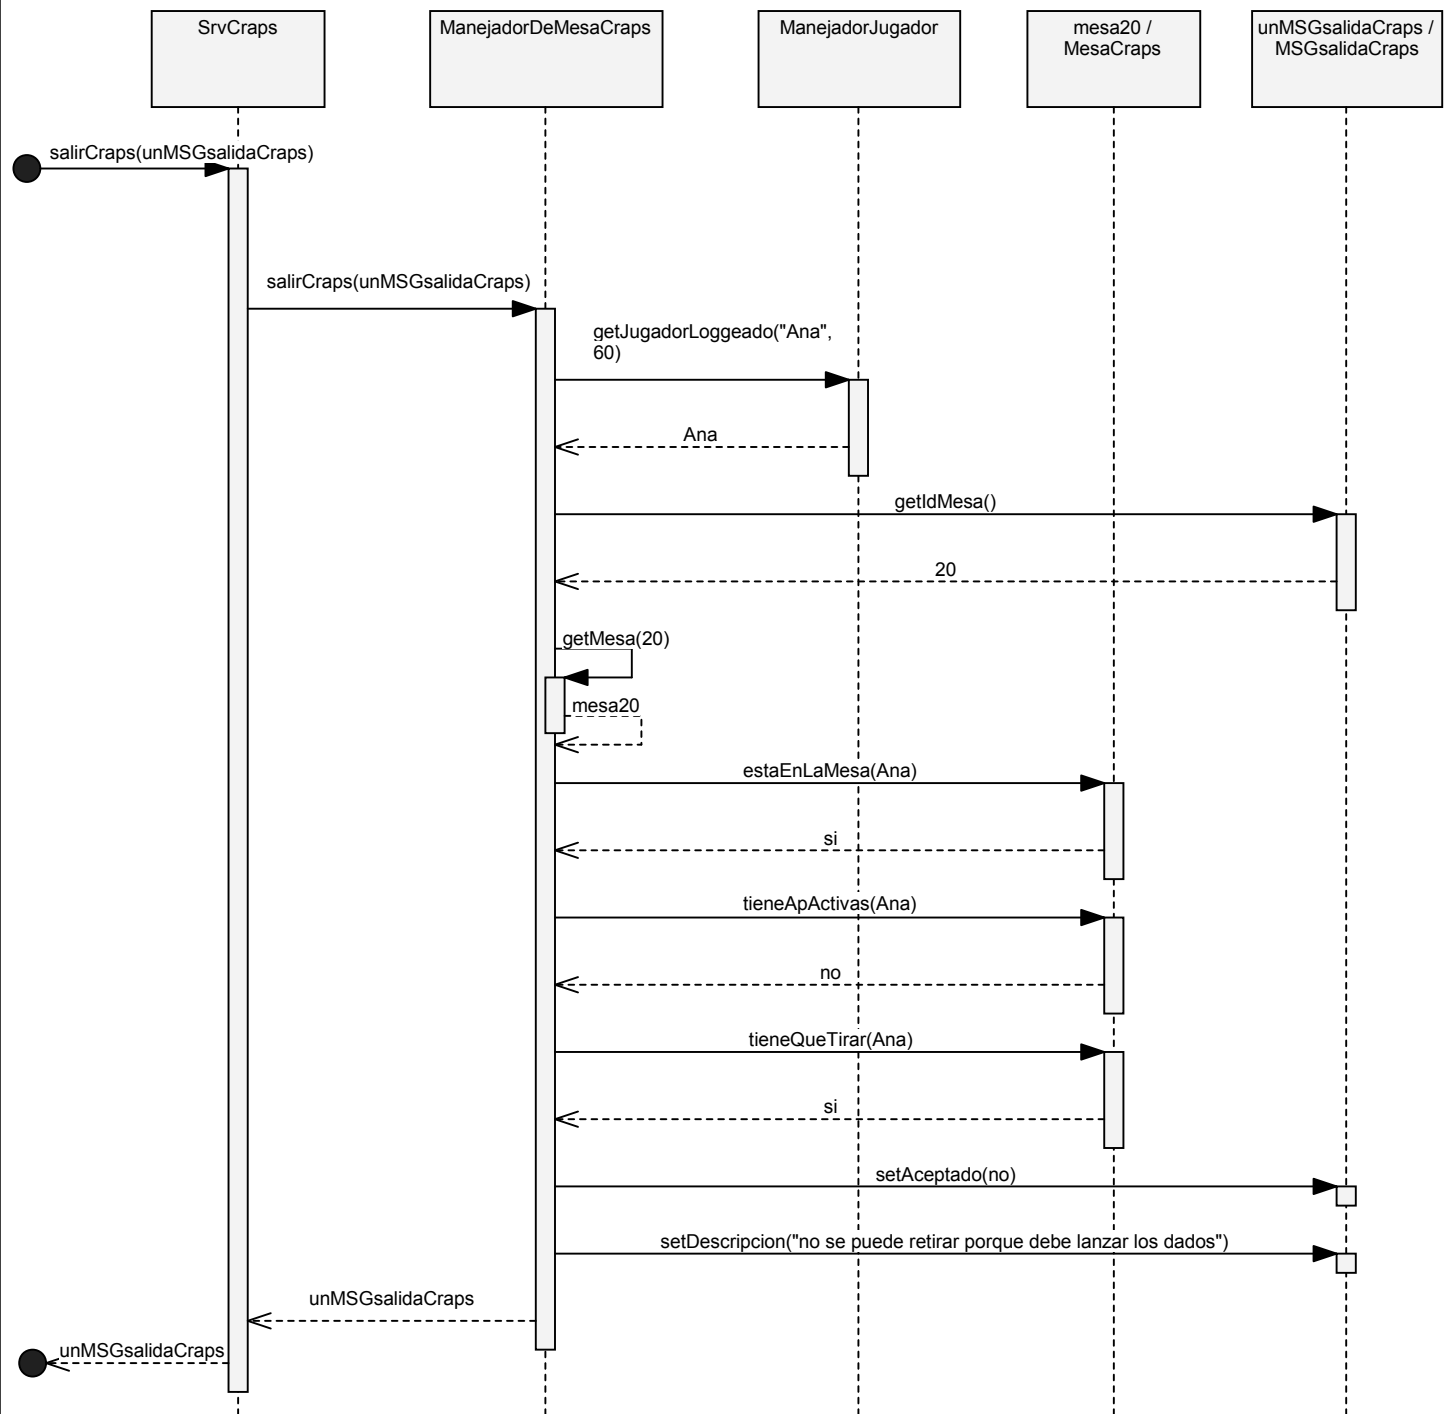 SrvCraps
ManejadorDeMesaCraps
ManejadorJugador
mesa20 /
MesaCraps
unMSGsalidaCraps /
MSGsalidaCraps
salirCraps(unMSGsalidaCraps)
salirCraps(unMSGsalidaCraps)
getJugadorLoggeado("Ana",
60)
Ana
getIdMesa()
20
getMesa(20)
mesa20
estaEnLaMesa(Ana)
si
tieneApActivas(Ana)
no
tieneQueTirar(Ana)
si
setAceptado(no)
setDescripcion("no se puede retirar porque debe lanzar los dados")
unMSGsalidaCraps
unMSGsalidaCraps